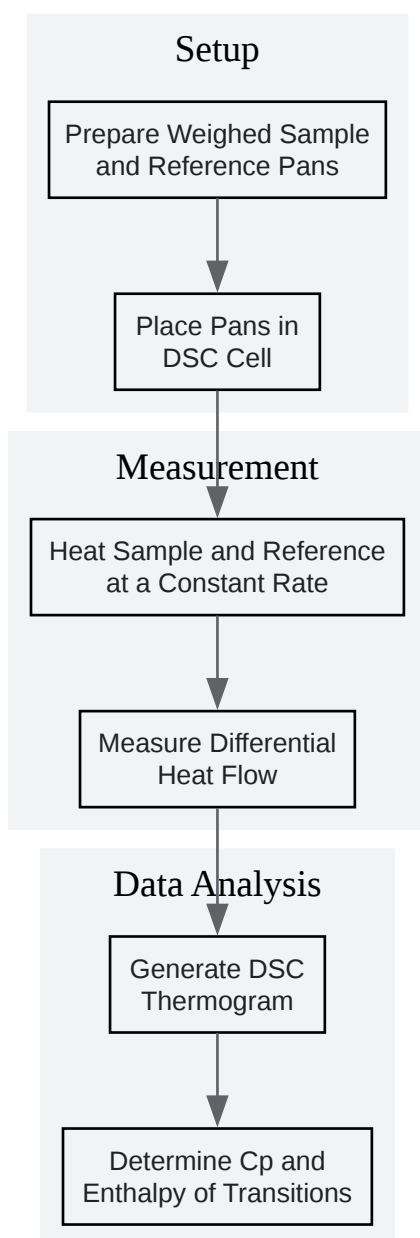 Setup
Prepare Weighed Sample
and Reference Pans
Place Pans in
DSC Cell
Measurement
Heat Sample and Reference
at a Constant Rate
Measure Differential
Heat Flow
Data Analysis
Generate DSC
Thermogram
Determine Cp and
Enthalpy of Transitions